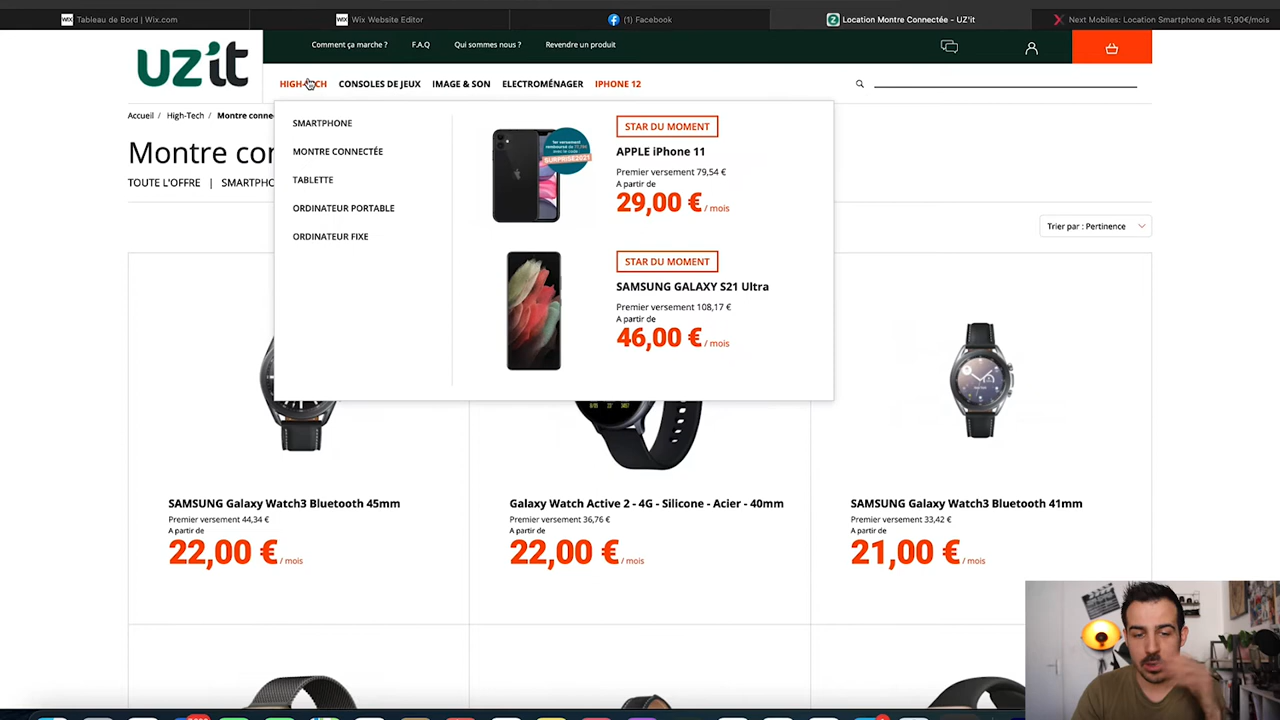 Tableau de Bord | Wix.com
Wix Website Editor
(1) Facebook
Location Montre Connectée – UZ'it
Next Mobiles: Location Smartphone dès 15,90€/mois
uz'it
Comment ça marche ?
F.A.Q
Qui sommes nous ?
Revendre un produit
HIGH-TECH
CONSOLES DE JEUX
IMAGE & SON
ELECTROMÉNAGER
IPHONE 12
Accueil / High-Tech /
TOUTE L'OFFRE |
Trier par : Pertinence
SMARTPHONE
MONTRE CONNECTÉE
TABLETTE
ORDINATEUR PORTABLE
ORDINATEUR FIXE
STAR DU MOMENT
APPLE iPhone 11
Premier versement 79,54 €
A partir de
29,00 € / mois
SURPRISE2021
STAR DU MOMENT
SAMSUNG GALAXY S21 Ultra
Premier versement 108,17 €
A partir de
46,00 € / mois
SAMSUNG Galaxy Watch3 Bluetooth 45mm
Premier versement 44,34 €
A partir de
22,00 € / mois
Galaxy Watch Active 2 - 4G - Silicone - Acier - 40mm
Premier versement 36,76 €
A partir de
22,00 € / mois
SAMSUNG Galaxy Watch3 Bluetooth 41mm
Premier versement 33,42 €
A partir de
21,00 € / mois